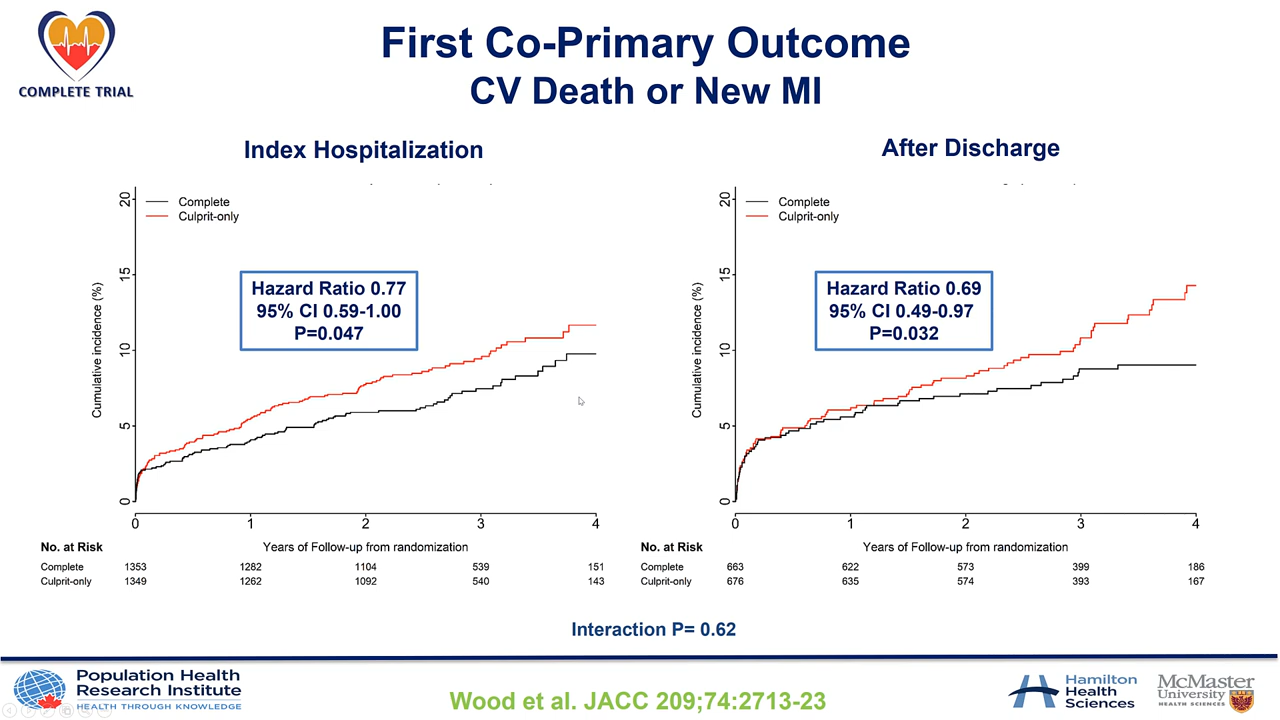 First Co-Primary Outcome
CV Death or New MI
COMPLETE TRIAL
Index Hospitalization
Complete
Culprit-only
Hazard Ratio 0.77
95% CI 0.59-1.00
P=0.047
Cumulative incidence (%)
20
15
10
5
0
0 1 2 3 4
Years of Follow-up from randomization
No. at Risk
Complete 1353 1282 1104 539 151
Culprit-only 1349 1262 1092 540 143
After Discharge
Complete
Culprit-only
Hazard Ratio 0.69
95% CI 0.49-0.97
P=0.032
Cumulative incidence (%)
20
15
10
5
0
0 1 2 3 4
Years of Follow-up from randomization
No. at Risk
Complete 663 622 573 399 186
Culprit-only 676 635 574 393 167
Interaction P= 0.62
Population Health
Research Institute
HEALTH THROUGH KNOWLEDGE
Wood et al. JACC 209;74:2713-23
Hamilton
Health
Sciences
McMaster
University
HEALTH SCIENCES